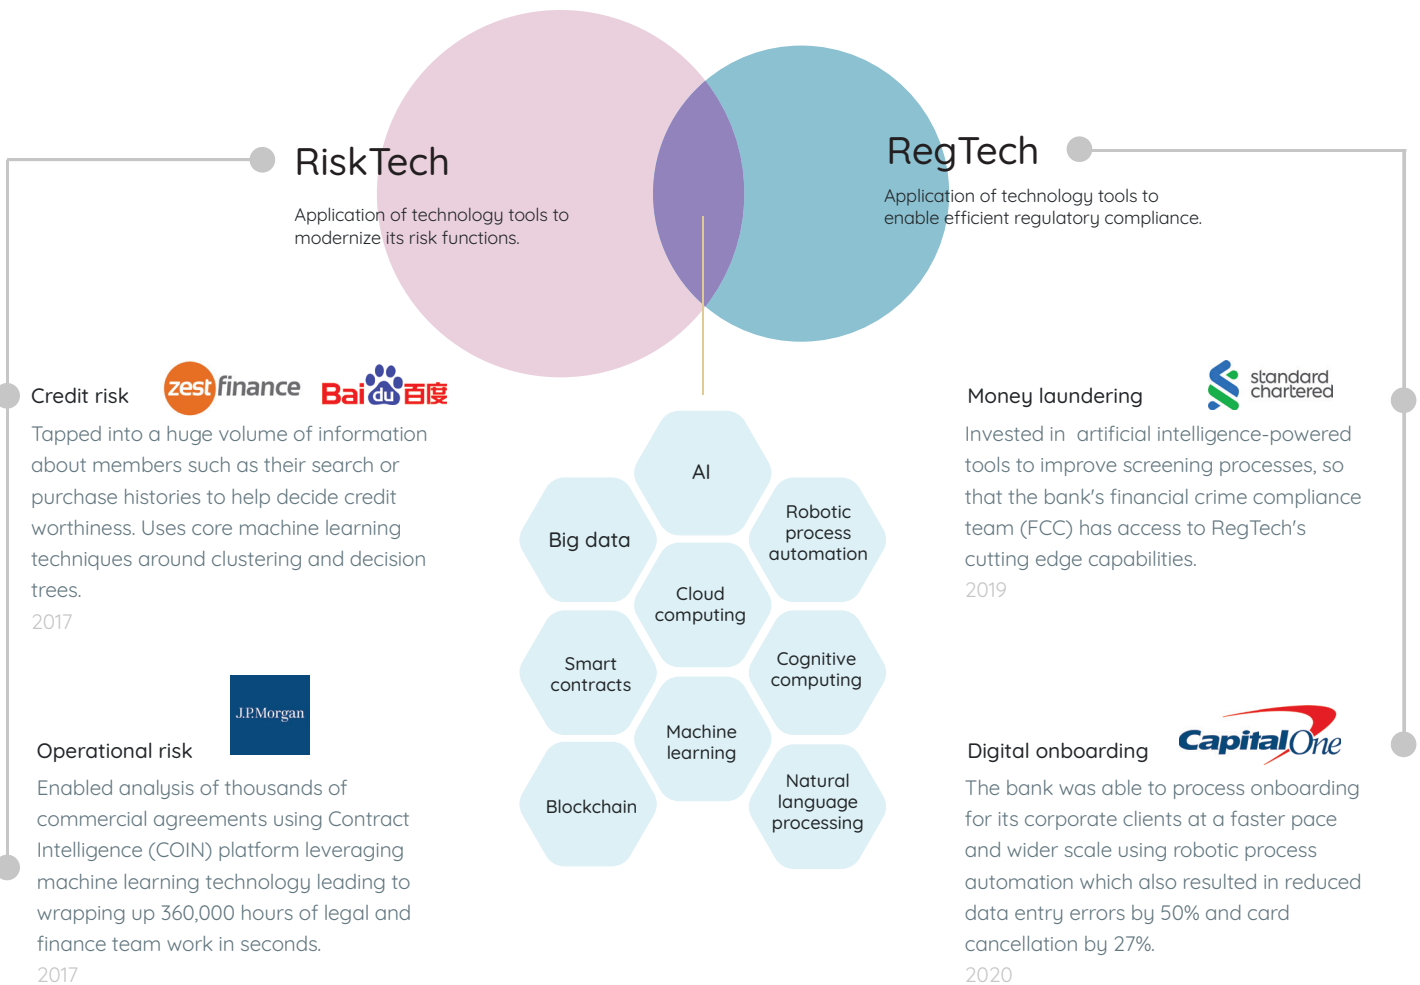 RiskTech
Application of technology tools to
modernize its risk functions.
RegTech
Application of technology tools to
enable efficient regulatory compliance.
Credit risk
zest finance
Bai du 百度
Tapped into a huge volume of information
about members such as their search or
purchase histories to help decide credit
worthiness. Uses core machine learning
techniques around clustering and decision
trees.
2017
J.P.Morgan
Operational risk
Enabled analysis of thousands of
commercial agreements using Contract
Intelligence (COIN) platform leveraging
machine learning technology leading to
wrapping up 360,000 hours of legal and
finance team work in seconds.
2017
AI
Big data
Robotic
process
automation
Cloud
computing
Smart
contracts
Cognitive
computing
Machine
learning
Blockchain
Natural
language
processing
Money laundering
standard
chartered
Invested in  artificial intelligence-powered
tools to improve screening processes, so
that the bank's financial crime compliance
team (FCC) has access to RegTech's
cutting edge capabilities.
2019
Digital onboarding
CapitalOne
The bank was able to process onboarding
for its corporate clients at a faster pace
and wider scale using robotic process
automation which also resulted in reduced
data entry errors by 50% and card
cancellation by 27%.
2020